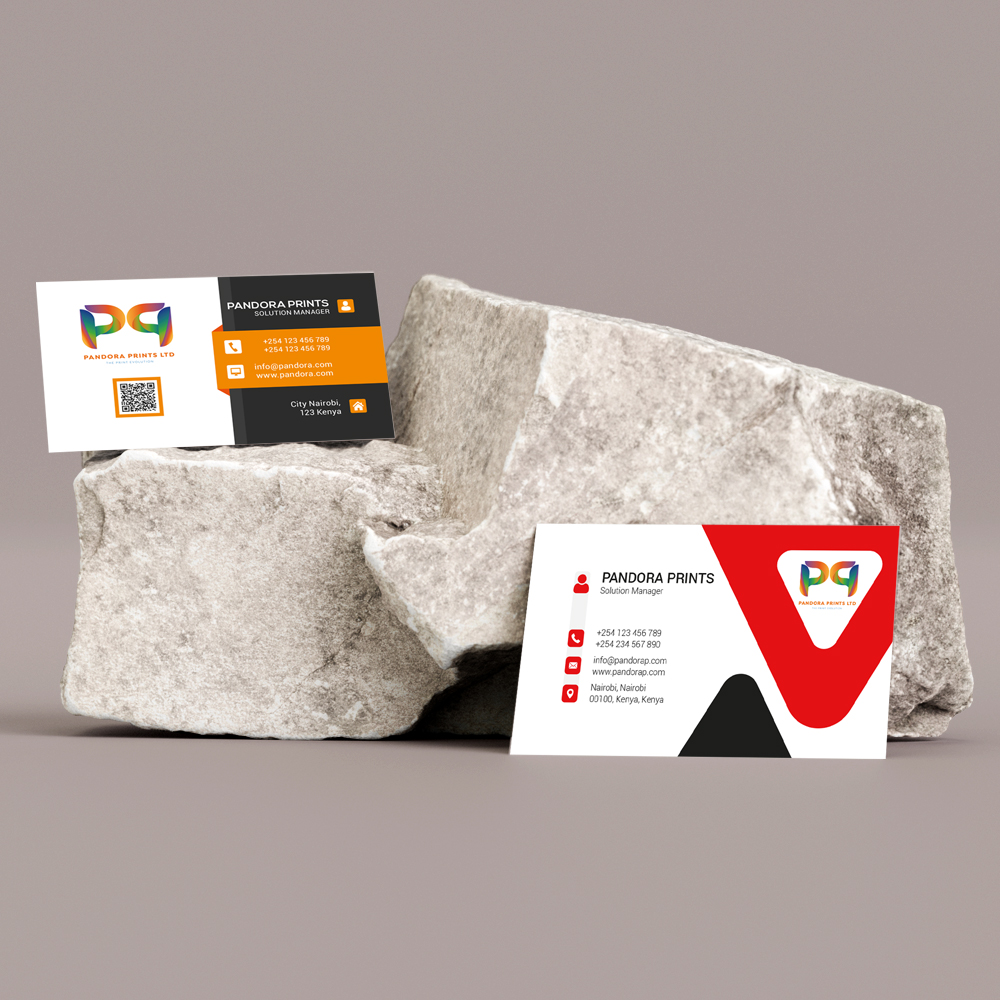 PANDORA PRINTS LTD
PANDORA PRINTS
SOLUTION MANAGER
+254 123 456 789
+254 123 456 789
info@pandora.com
www.pandora.com
City Nairobi,
123 Kenya
PANDORA PRINTS
Solution Manager
+254 123 456 789
+254 234 567 890
info@pandorap.com
www.pandorap.com
Nairobi, Nairobi
00100, Kenya, Kenya
PANDORA PRINTS LTD